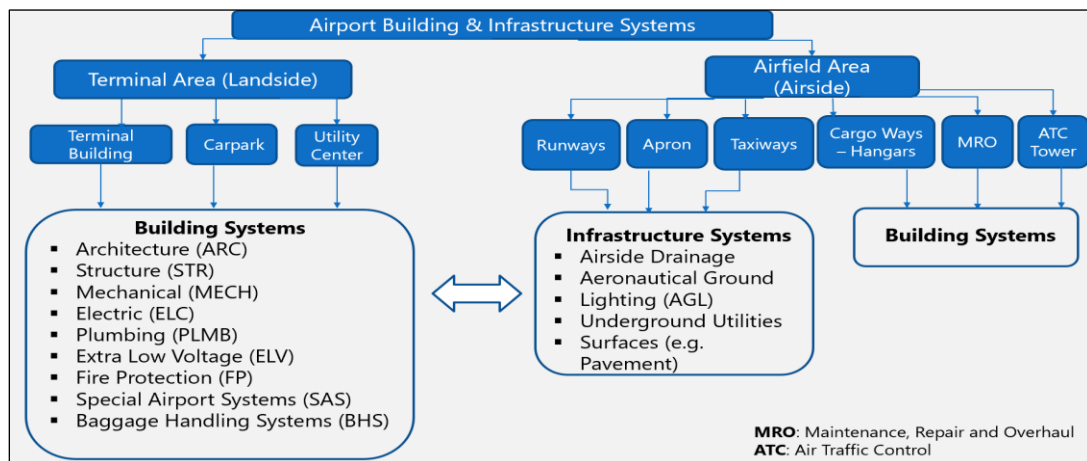 Airport Building & Infrastructure Systems
Terminal Area (Landside)
Airfield Area
(Airside)
Terminal
Building
Carpark
Utility
Center
Runways
Apron
Taxiways
Cargo Ways
– Hangars
MRO
ATC
Tower
Building Systems
▪ Architecture (ARC)
▪ Structure (STR)
▪ Mechanical (MECH)
▪ Electric (ELC)
▪ Plumbing (PLMB)
▪ Extra Low Voltage (ELV)
▪ Fire Protection (FP)
▪ Special Airport Systems (SAS)
▪ Baggage Handling Systems (BHS)
Infrastructure Systems
▪ Airside Drainage
▪ Aeronautical Ground
▪ Lighting (AGL)
▪ Underground Utilities
▪ Surfaces (e.g.
Pavement)
Building Systems
MRO: Maintenance, Repair and Overhaul
ATC: Air Traffic Control